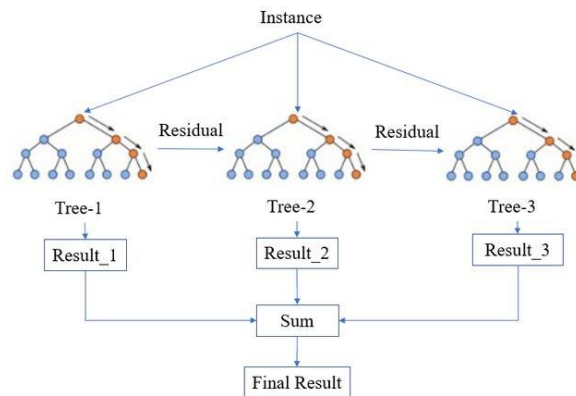 Instance
Residual
Residual
Tree-1
Tree-2
Tree-3
Result_1
Result_2
Result_3
Sum
Final Result